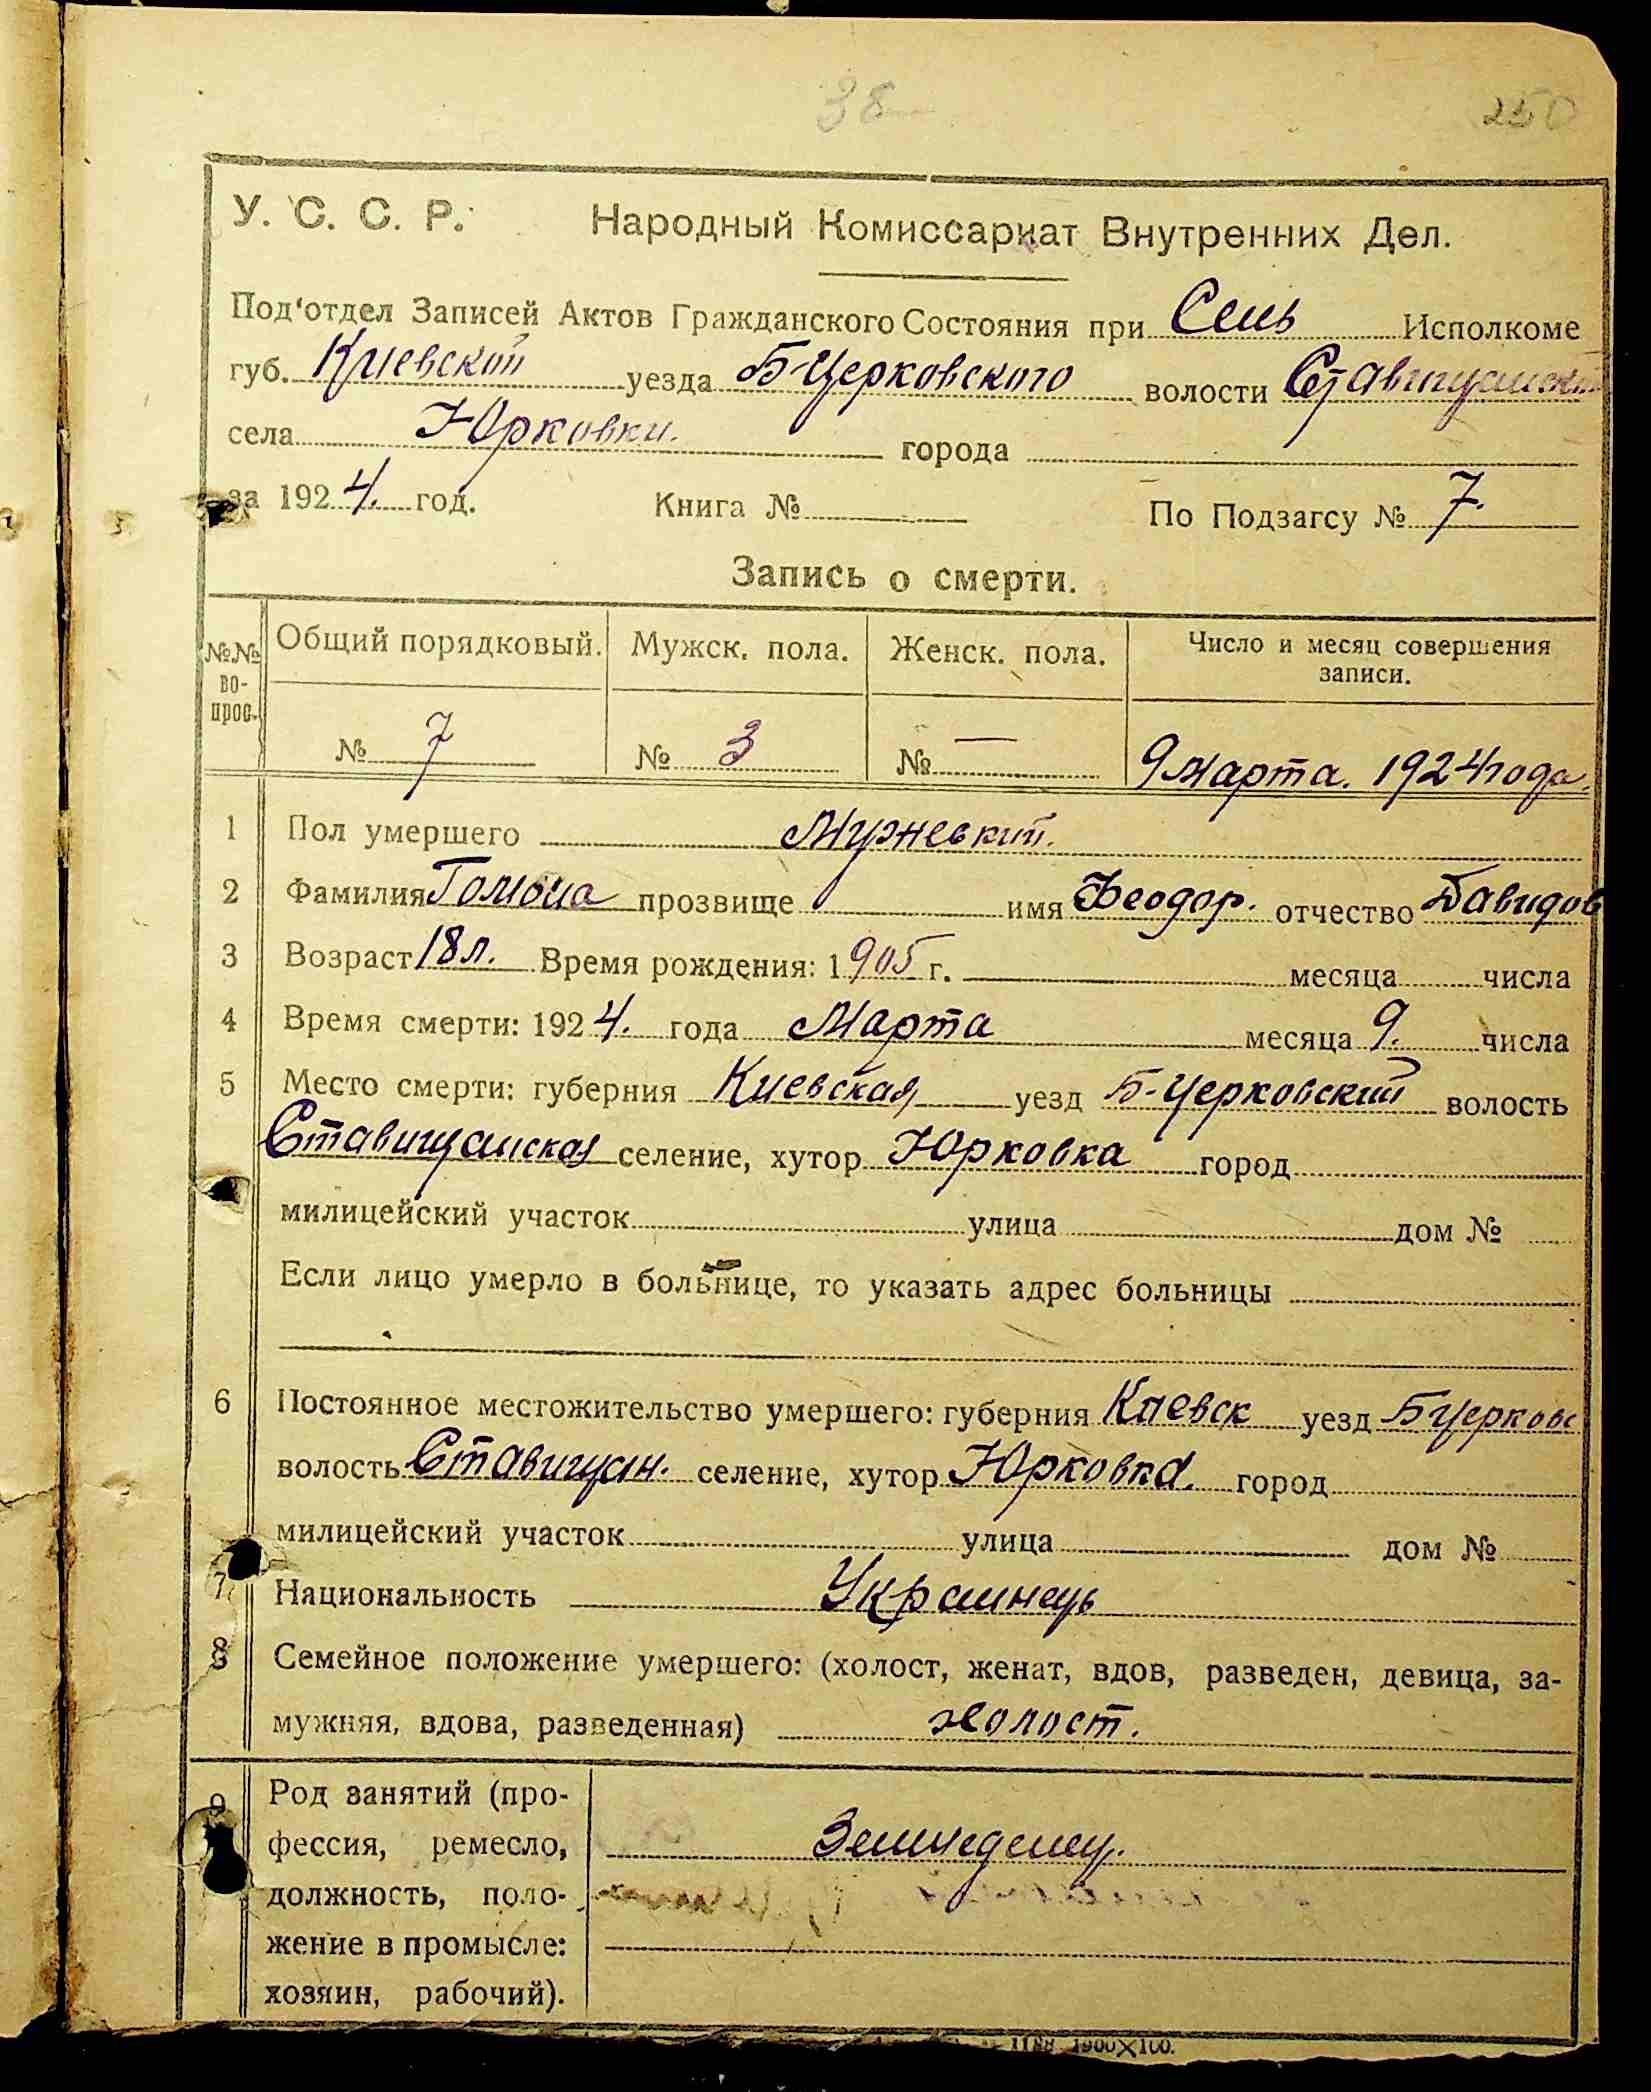 38
250
У. С. С. Р. Народный Комиссариат Внутренних Дел.
Под'отдел Записей Актов Гражданского Состояния при Сель Исполкоме
губ. Киевской уезда Б-Церковского волости Ставищанской
села Юрковки. города
за 1924. год. Книга № По Подзагсу № 7.
Запись о смерти.
№№ во- прос. Общий порядковый. Мужск. пола. Женск. пола. Число и месяц совершения записи.
№ 7 № 3 № — 9 марта. 1924 года.
1 Пол умершего Мужевкий.
2 Фамилия прозвище имя Феодор. отчество Давидов
3 Возраст 18 л. Время рождения: 1905 г. месяца числа
4 Время смерти: 1924. года Марта месяца 9. числа
5 Место смерти: губерния Киевская уезд Б-Церковский волость
Ставищанская селение, хутор Юрковка город
милицейский участок улица дом №
Если лицо умерло в больнице, то указать адрес больницы
6 Постоянное местожительство умершего: губерния Киевск уезд Б Церковс
волость Ставищан. селение, хутор Юрковка. город
милицейский участок улица дом №
7 Национальность Украинець
8 Семейное положение умершего: (холост, женат, вдов, разведен, девица, за-
мужняя, вдова, разведенная) холост.
9 Род занятий (про-
фессия, ремесло,
должность, поло-
жение в промысле:
хозяин, рабочий).
1900×100.